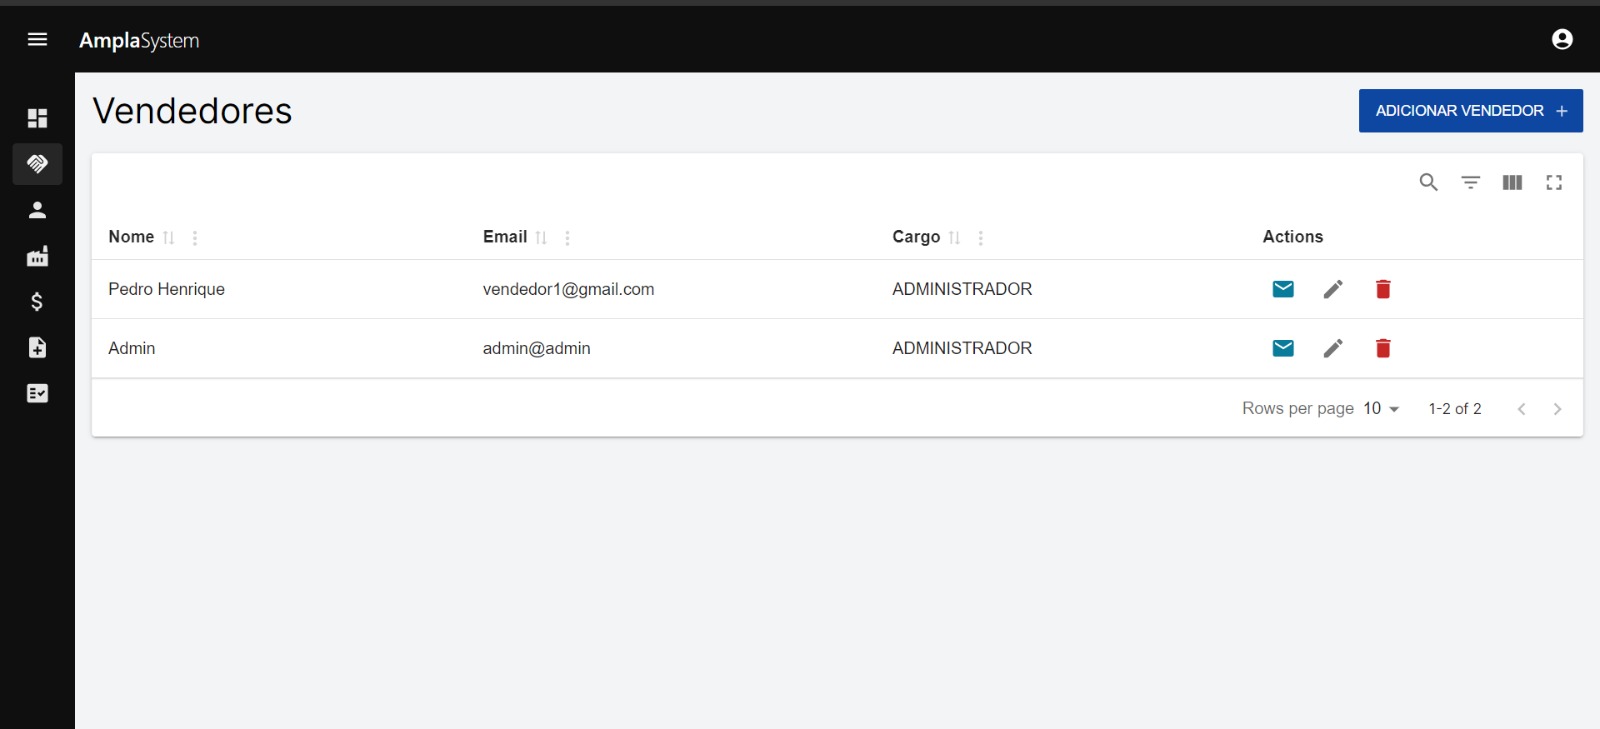 AmplaSystem
Vendedores
ADICIONAR VENDEDOR +
Nome Email Cargo Actions
Pedro Henrique vendedor1@gmail.com ADMINISTRADOR
Admin admin@admin ADMINISTRADOR
Rows per page 10 1-2 of 2